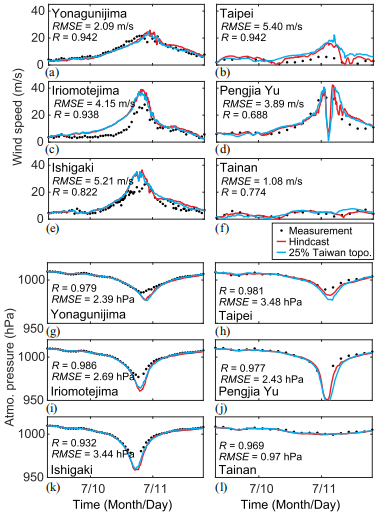 Yonagunijima
RMSE = 2.09 m/s
R = 0.942
(a)
Taipei
RMSE = 5.40 m/s
R = 0.942
(b)
Iriomotejima
RMSE = 4.15 m/s
R = 0.938
(c)
Pengjia Yu
RMSE = 3.89 m/s
R = 0.688
(d)
Ishigaki
RMSE = 5.21 m/s
R = 0.822
(e)
Tainan
RMSE = 1.08 m/s
R = 0.774
(f)
40
20
0
40
20
0
40
20
0
Wind speed (m/s)
Measurement
Hindcast
25% Taiwan topo.
R = 0.979
RMSE = 2.39 hPa
Yonagunijima
(g)
R = 0.981
RMSE = 3.48 hPa
Taipei
(h)
R = 0.986
RMSE = 2.69 hPa
Iriomotejima
(i)
R = 0.977
RMSE = 2.43 hPa
Pengjia Yu
(j)
R = 0.932
RMSE = 3.44 hPa
Ishigaki
(k)
R = 0.969
RMSE = 0.97 hPa
Tainan
(l)
1000
950
1000
950
1000
950
Atmo. pressure (hPa)
7/10
7/11
7/10
7/11
Time (Month/Day)
Time (Month/Day)